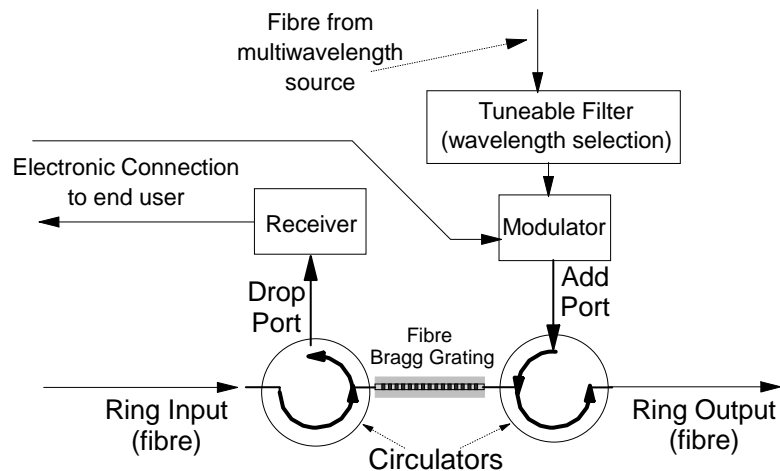 Fibre from
multiwavelength
source
Tuneable Filter
(wavelength selection)
Electronic Connection
to end user
Receiver
Modulator
Drop
Port
Add
Port
Fibre
Bragg Grating
Ring Input
(fibre)
Circulators
Ring Output
(fibre)